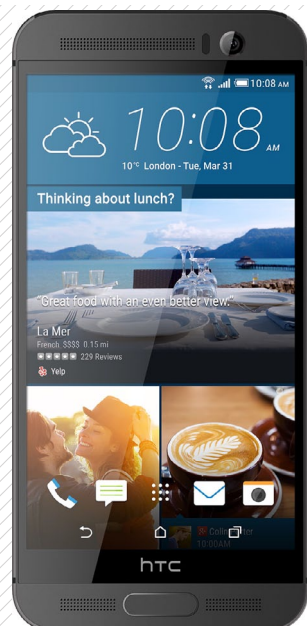 10:08 AM
10:08 AM
10°C London - Tue, Mar 31
Thinking about lunch?
"Great food with an even better view."
La Mer
French $$$$ 0.15 mi
229 Reviews
Yelp
10:00AM
hTC